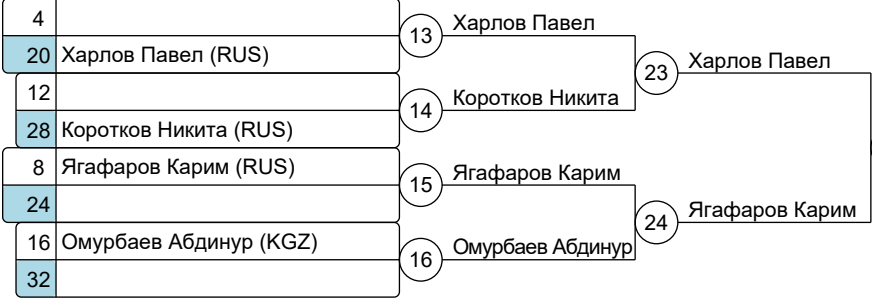 4
20 Харлов Павел (RUS)
12
28 Коротков Никита (RUS)
8 Ягафаров Карим (RUS)
24
16 Омурбаев Абдинур (KGZ)
32
13 Харлов Павел
14 Коротков Никита
15 Ягафаров Карим
16 Омурбаев Абдинур
23 Харлов Павел
24 Ягафаров Карим